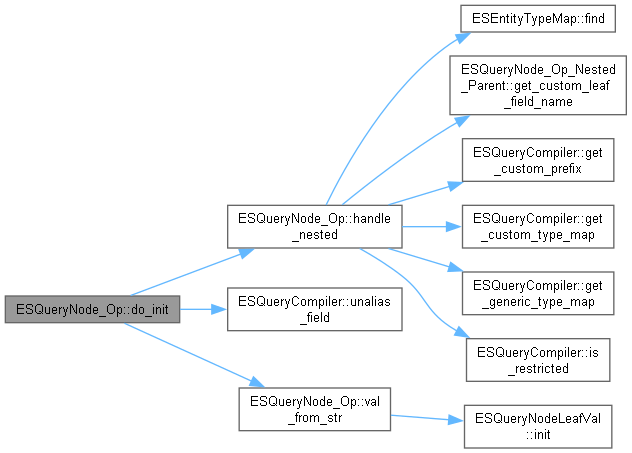 ESEntityTypeMap::find
ESQueryNode_Op_Nested
_Parent::get_custom_leaf
_field_name
ESQueryCompiler::get
_custom_prefix
ESQueryNode_Op::handle
_nested
ESQueryCompiler::get
_custom_type_map
ESQueryCompiler::get
_generic_type_map
ESQueryNode_Op::do_init
ESQueryCompiler::unalias
_field
ESQueryCompiler::is
_restricted
ESQueryNode_Op::val
_from_str
ESQueryNodeLeafVal
::init